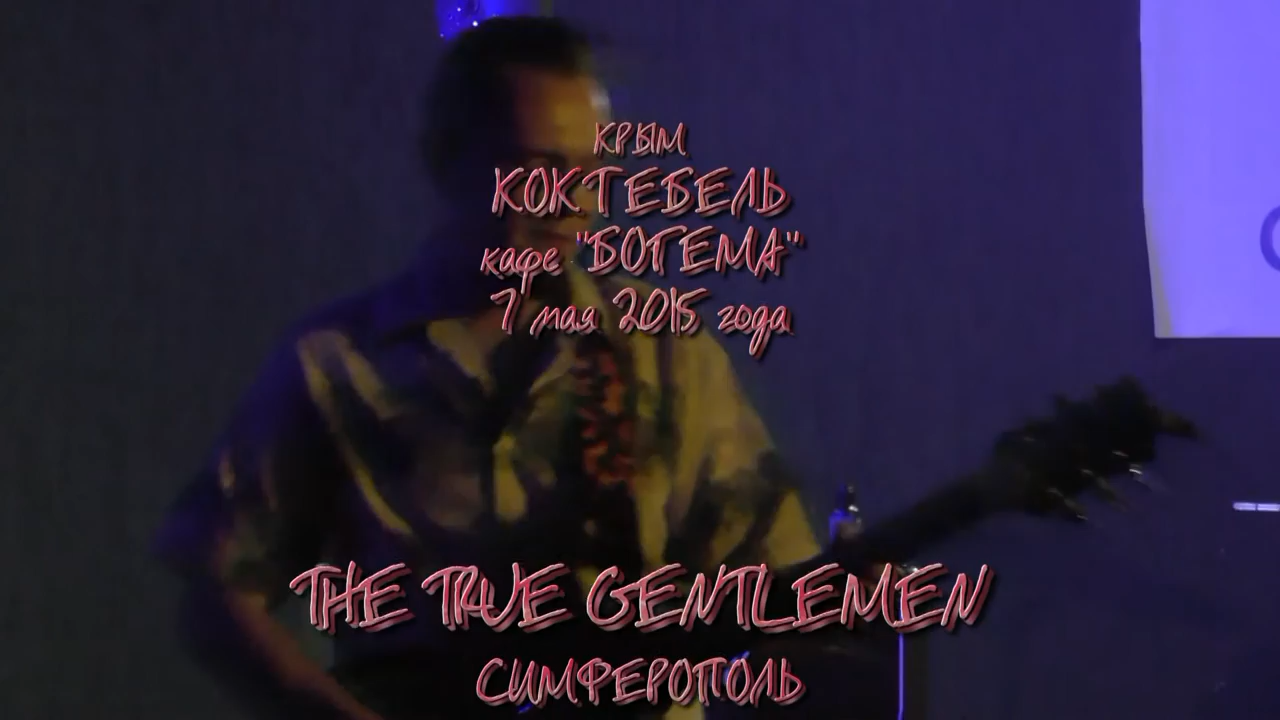 КРЫМ
КОКТЕБЕЛЬ
кафе "БОГЕМА"
7 мая 2015 года
THE TRUE GENTLEMEN
СИМФЕРОПОЛЬ